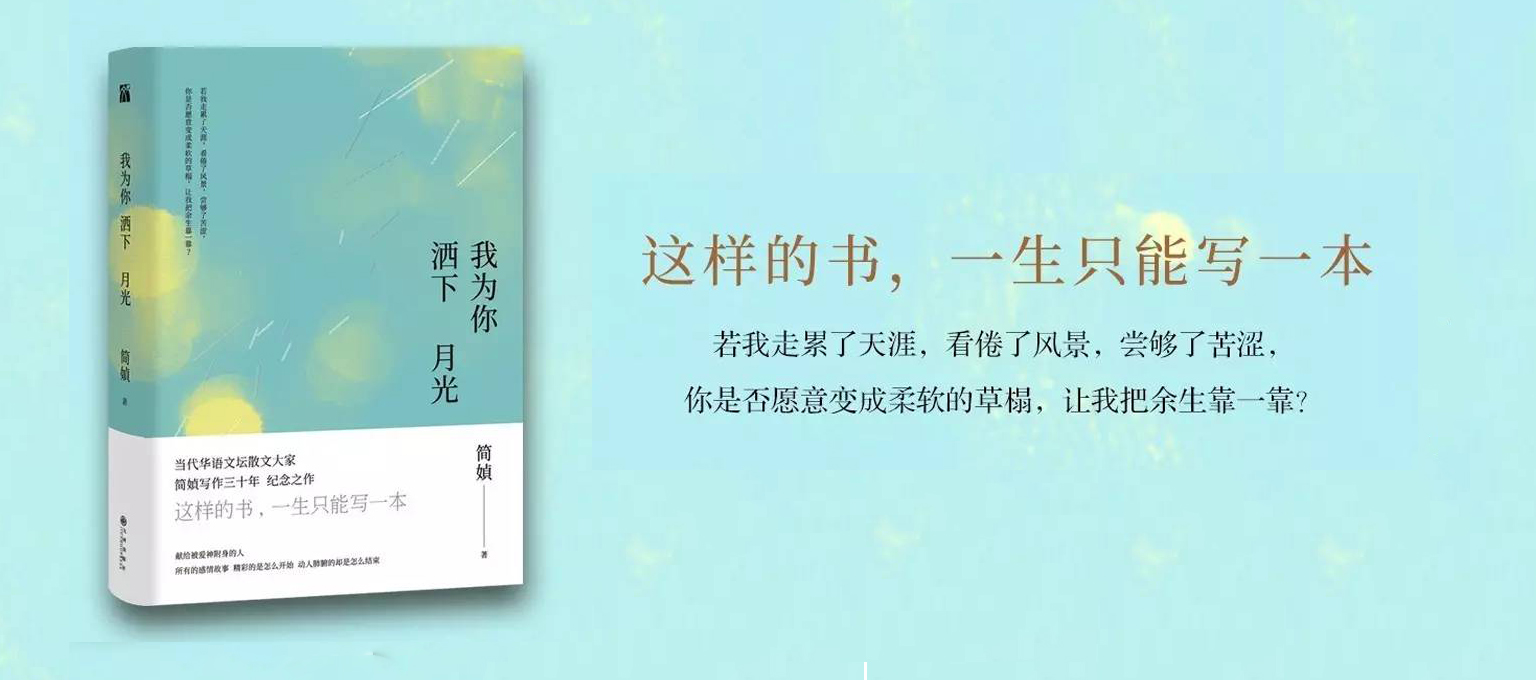 我为你 洒下 月光
简媜
著
若我走累了天涯，看倦了风景，尝够了苦涩，
你是否愿意变成柔软的草榻，让我把余生靠一靠？
我为你
洒下 月光
简媜
著
当代华语文坛散文大家
简媜写作三十年 纪念之作
这样的书，一生只能写一本
献给被爱神附身的人
所有的感情故事 精彩的是怎么开始 动人肺腑的却是怎么结束
这样的书，一生只能写一本
若我走累了天涯，看倦了风景，尝够了苦涩，
你是否愿意变成柔软的草榻，让我把余生靠一靠?